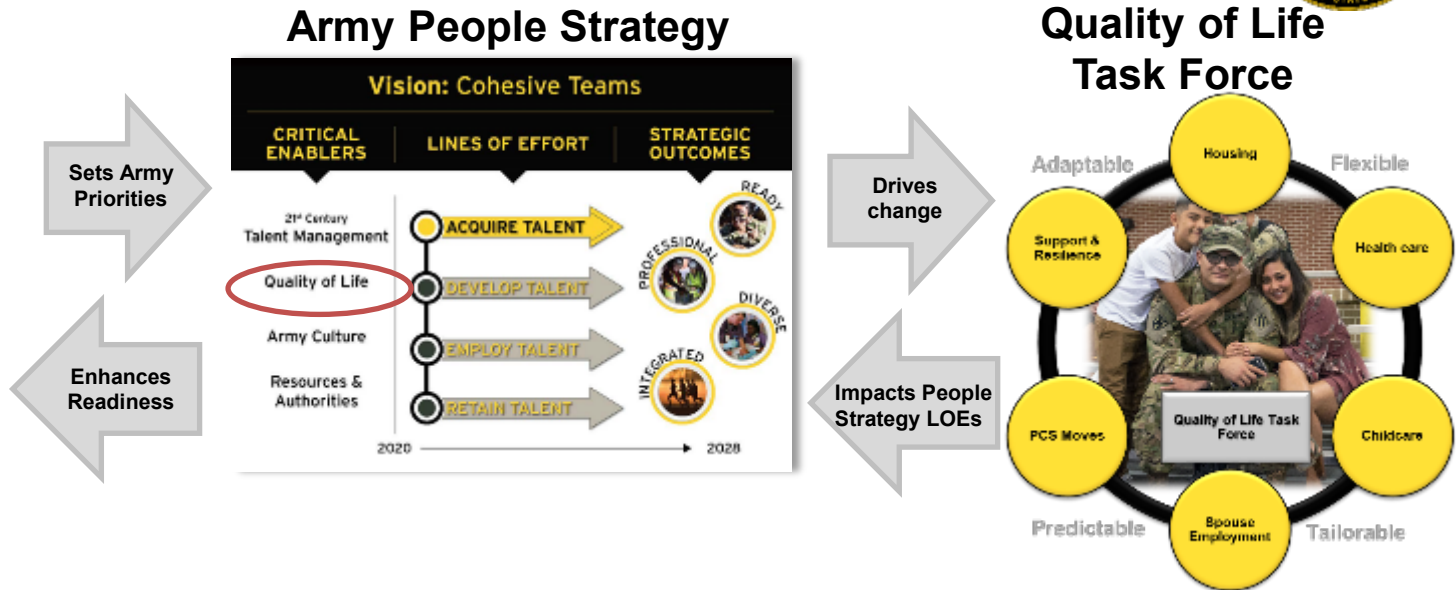 Army People Strategy
Quality of Life
Task Force
Sets Army
Priorities
Enhances
Readiness
Vision: Cohesive Teams
CRITICAL
ENABLERS
LINES OF EFFORT
STRATEGIC
OUTCOMES
21st Century
Talent Management
Quality of Life
Army Culture
Resources &
Authorities
ACQUIRE TALENT
DEVELOP TALENT
EMPLOY TALENT
RETAIN TALENT
READY
PROFESSIONAL
DIVERSE
INTEGRATED
2020
2028
Drives
change
Impacts People
Strategy LOEs
Adaptable
Flexible
Housing
Support &
Resilience
Health care
PCS Moves
Quality of Life Task
Force
Childcare
Spouse
Employment
Predictable
Tailorable